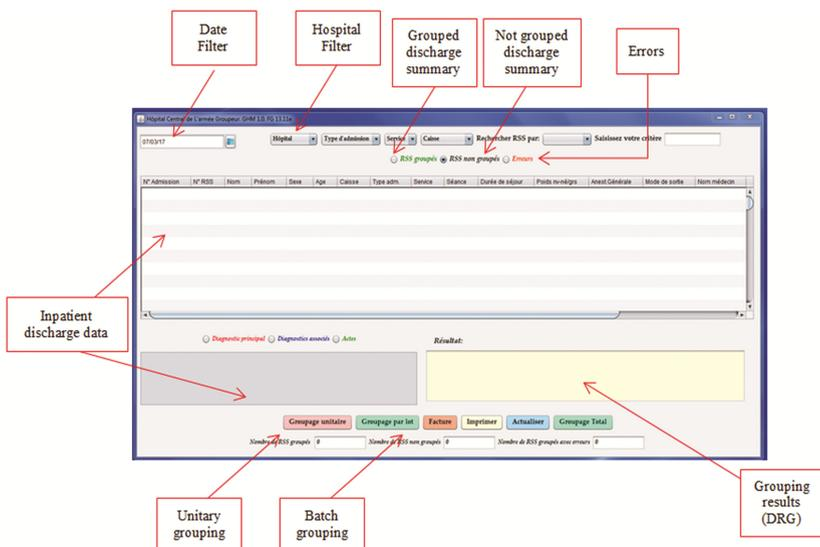 Date
Filter
Hospital
Filter
Grouped
discharge
summary
Not grouped
discharge
summary
Errors
Hôpital Central de L'armée Groupeur. GHM 1.0. FG 13.11e
07/03/17
Hôpital
Type d'admission
Service
Caisse
Rechercher RSS par:
Saisissez votre critère
RSS groupés
RSS non groupés
Erreurs
N° Admission N° RSS Nom Prénom Sexe Age Caisse Type adm. Service Séance Durée de séjour Poids nv-né/grs Anest.Générale Mode de sortie Nom médecin
Inpatient
discharge data
Diagnostic principal
Diagnostics associés
Actes
Résultat:
Groupage unitaire
Groupage par lot
Facture
Imprimer
Actualiser
Groupage Total
Nombre de RSS groupés 0
Nombre de RSS non groupés 0
Nombre de RSS groupés avec erreurs 0
Unitary
grouping
Batch
grouping
Grouping
results
(DRG)